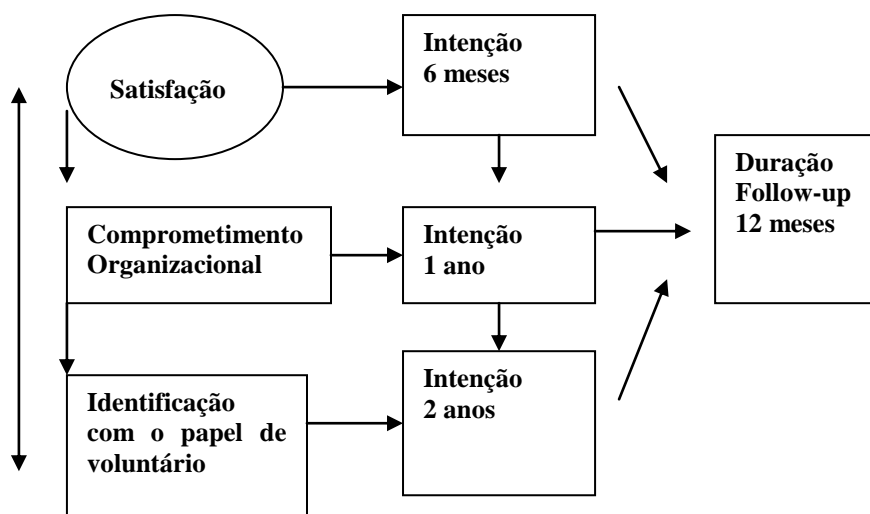 Satisfação
Intenção
6 meses
Duração
Follow-up
12 meses
Comprometimento
Organizacional
Intenção
1 ano
Identificação
com o papel de
voluntário
Intenção
2 anos